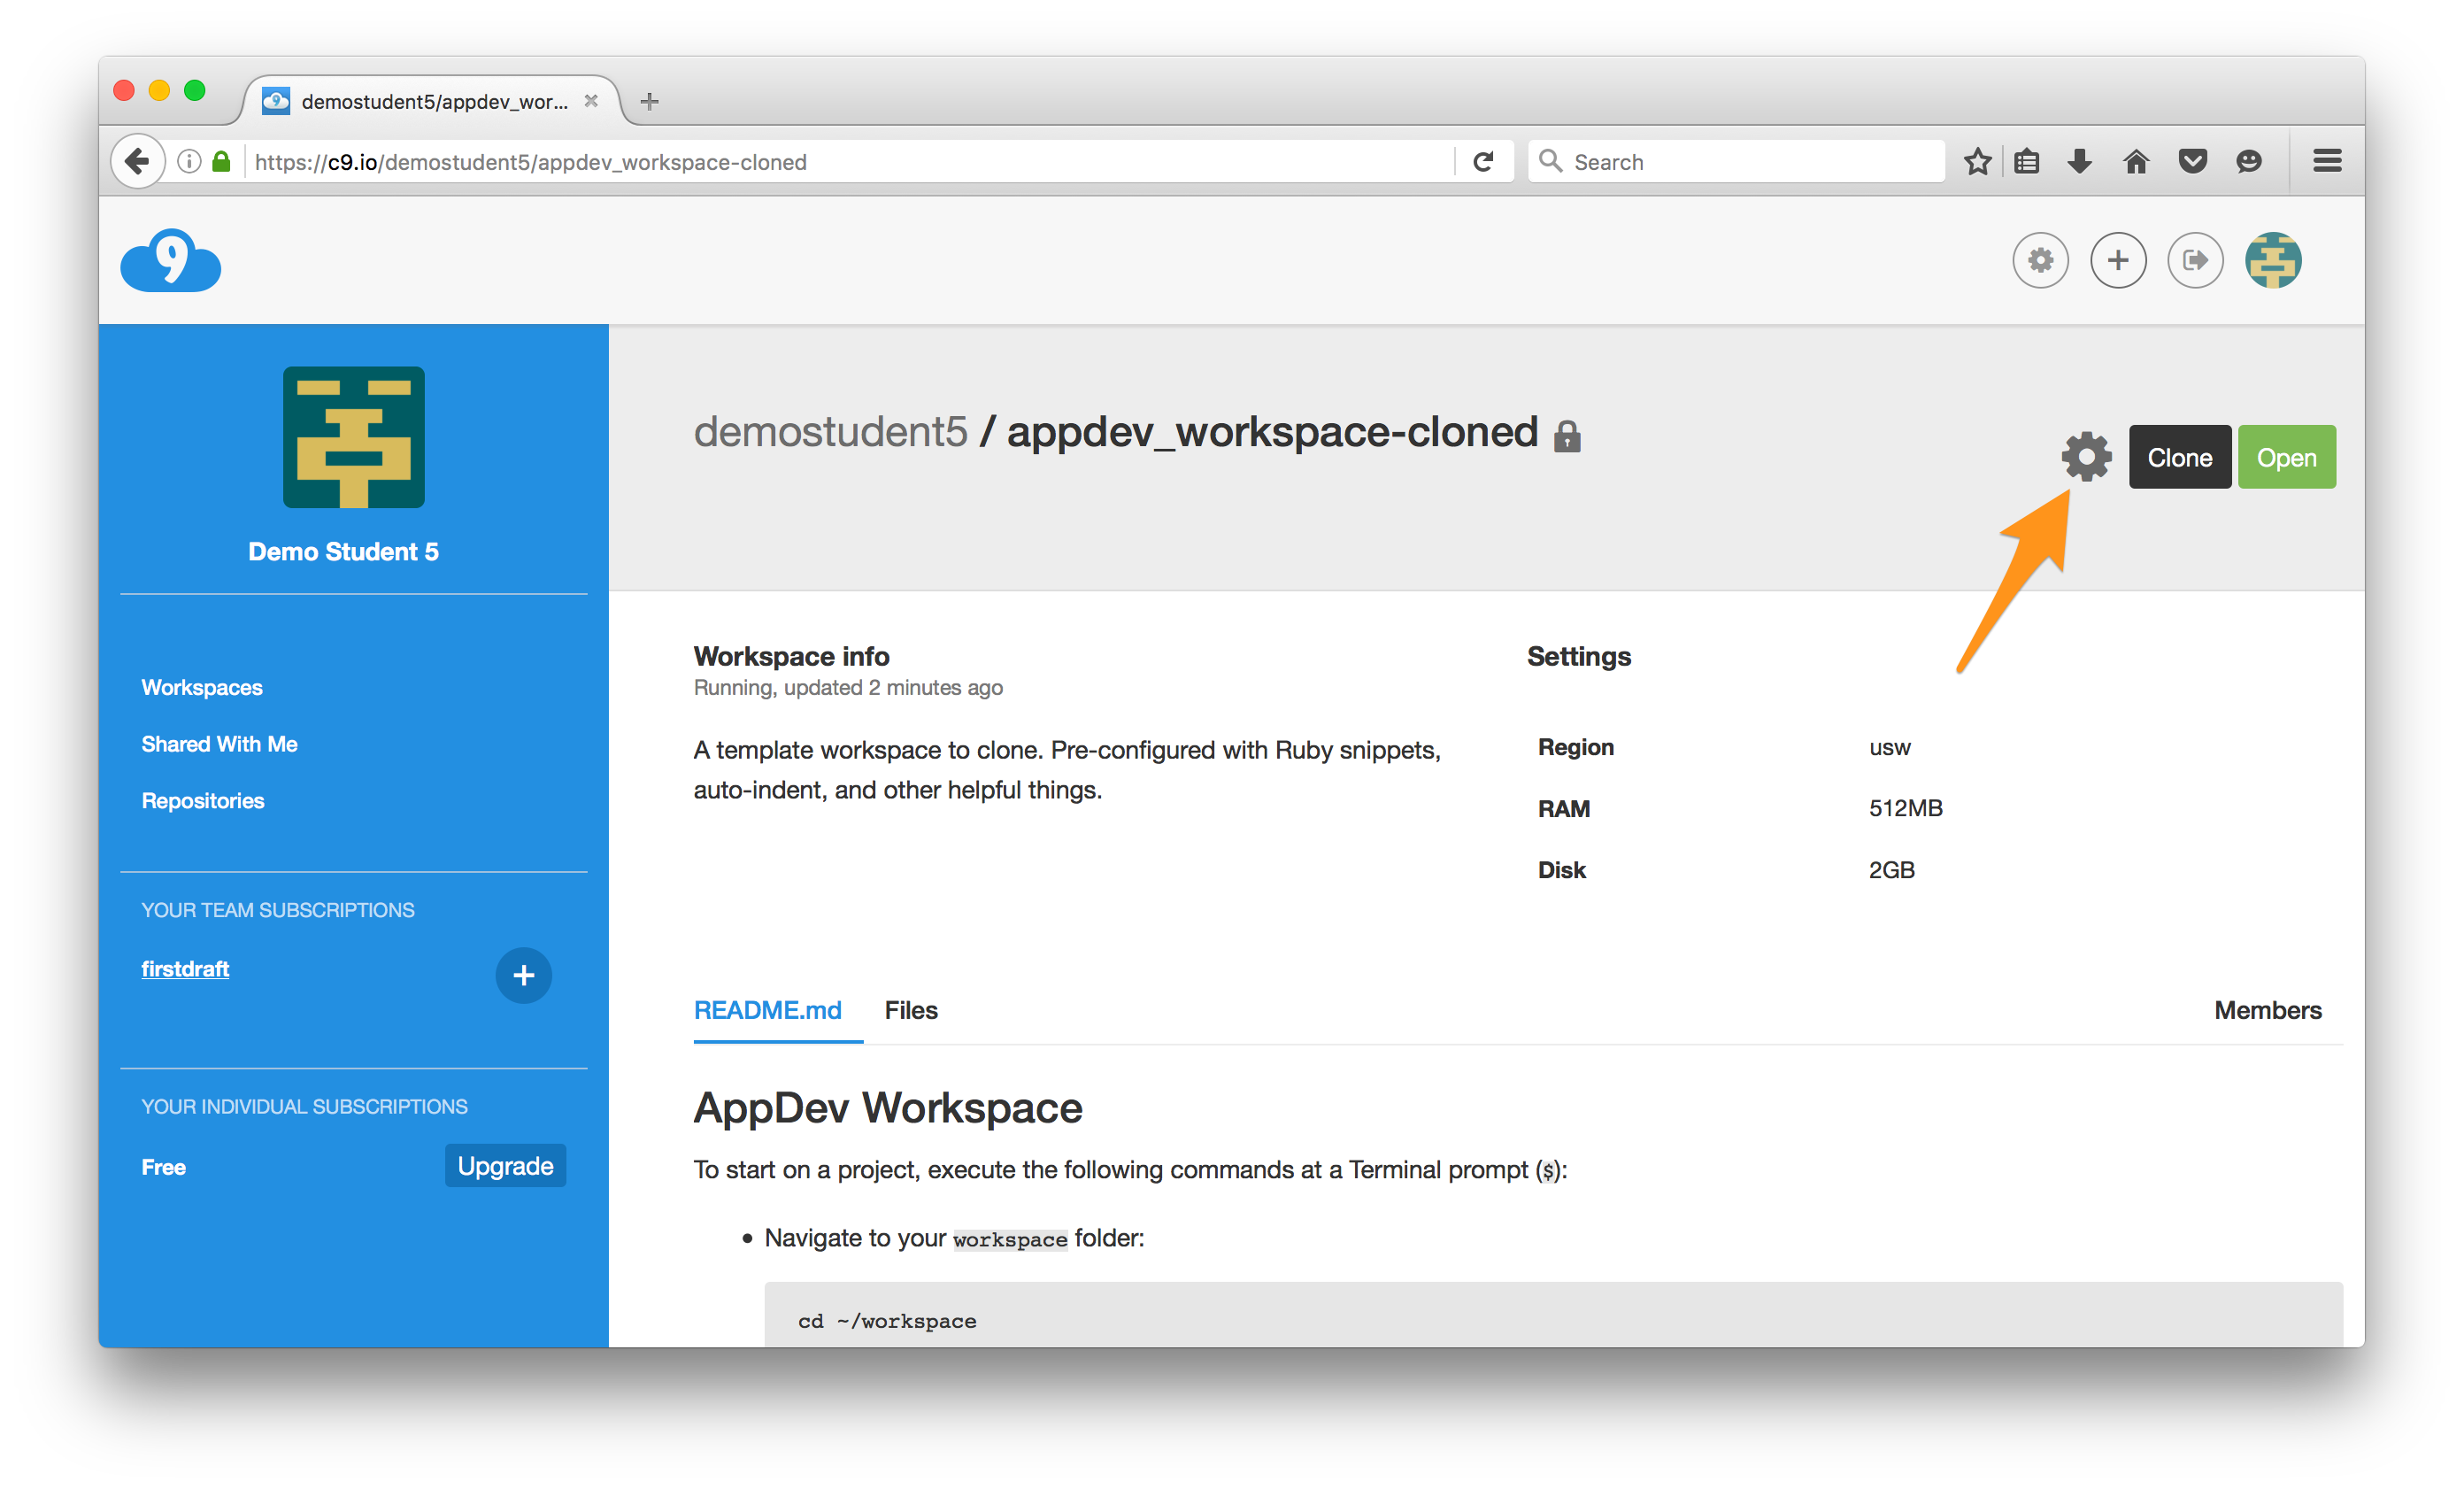 demostudent5/appdev_wor...
https://c9.io/demostudent5/appdev_workspace-cloned
Search
9
demostudent5 / appdev_workspace-cloned
Clone
Open
Demo Student 5
Workspaces
Shared With Me
Repositories
YOUR TEAM SUBSCRIPTIONS
firstdraft
+
YOUR INDIVIDUAL SUBSCRIPTIONS
Free
Upgrade
Workspace info
Running, updated 2 minutes ago
A template workspace to clone. Pre-configured with Ruby snippets,
auto-indent, and other helpful things.
Settings
Region usw
RAM 512MB
Disk 2GB
README.md Files Members
AppDev Workspace
To start on a project, execute the following commands at a Terminal prompt ($):
• Navigate to your workspace folder:
cd ~/workspace